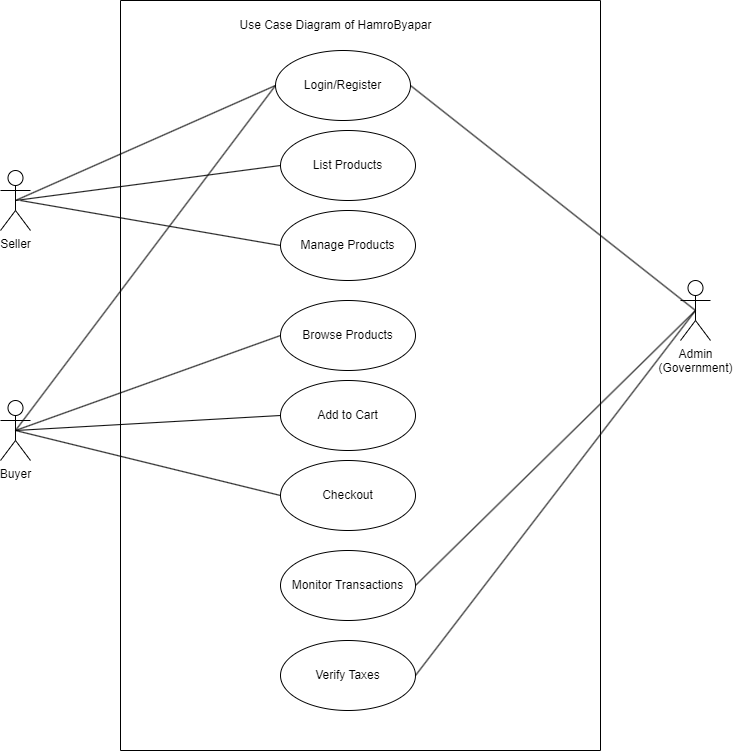 Use Case Diagram of HamroByapar
Login/Register
List Products
Seller
Manage Products
Browse Products
Admin
(Government)
Add to Cart
Buyer
Checkout
Monitor Transactions
Verify Taxes